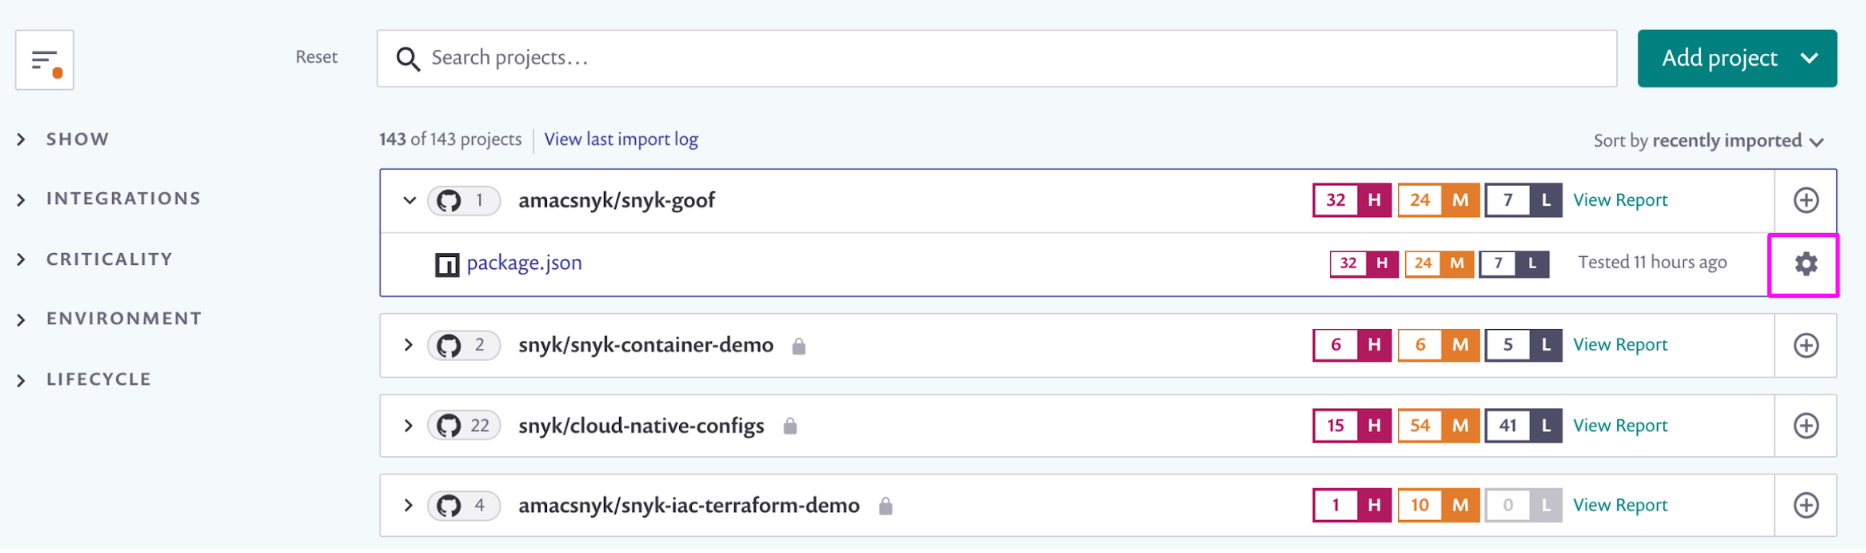 Reset
Search projects...
Add project
SHOW
INTEGRATIONS
CRITICALITY
ENVIRONMENT
LIFECYCLE
143 of 143 projects View last import log
Sort by recently imported
1 amacsnyk/snyk-goof 32 H 24 M 7 L View Report
package.json 32 H 24 M 7 L Tested 11 hours ago
2 snyk/snyk-container-demo 6 H 6 M 5 L View Report
22 snyk/cloud-native-configs 15 H 54 M 41 L View Report
4 amacsnyk/snyk-iac-terraform-demo 1 H 10 M 0 L View Report